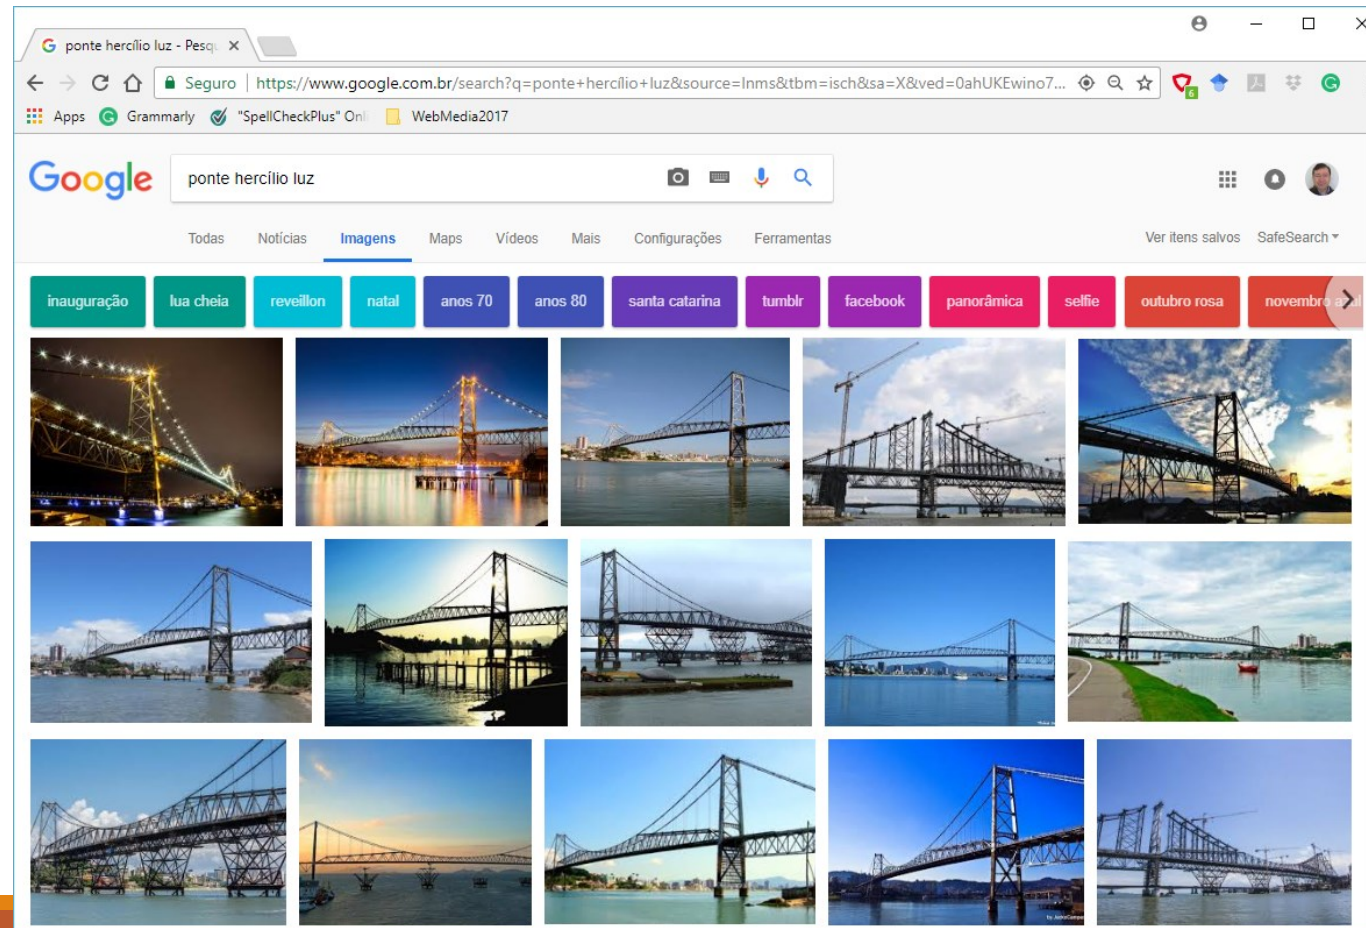 ponte hercílio luz - Pesqu
Seguro https://www.google.com.br/search?q=ponte+hercílio+luz&source=lnms&tbm=isch&sa=X&ved=0ahUKEwino7...
6
Apps Grammarly "SpellCheckPlus" Onli WebMedia2017
Google ponte hercílio luz
Todas Notícias Imagens Maps Vídeos Mais Configurações Ferramentas Ver itens salvos SafeSearch
inauguração lua cheia reveillon natal anos 70 anos 80 santa catarina tumblr facebook panorâmica selfie outubro rosa novembro azul